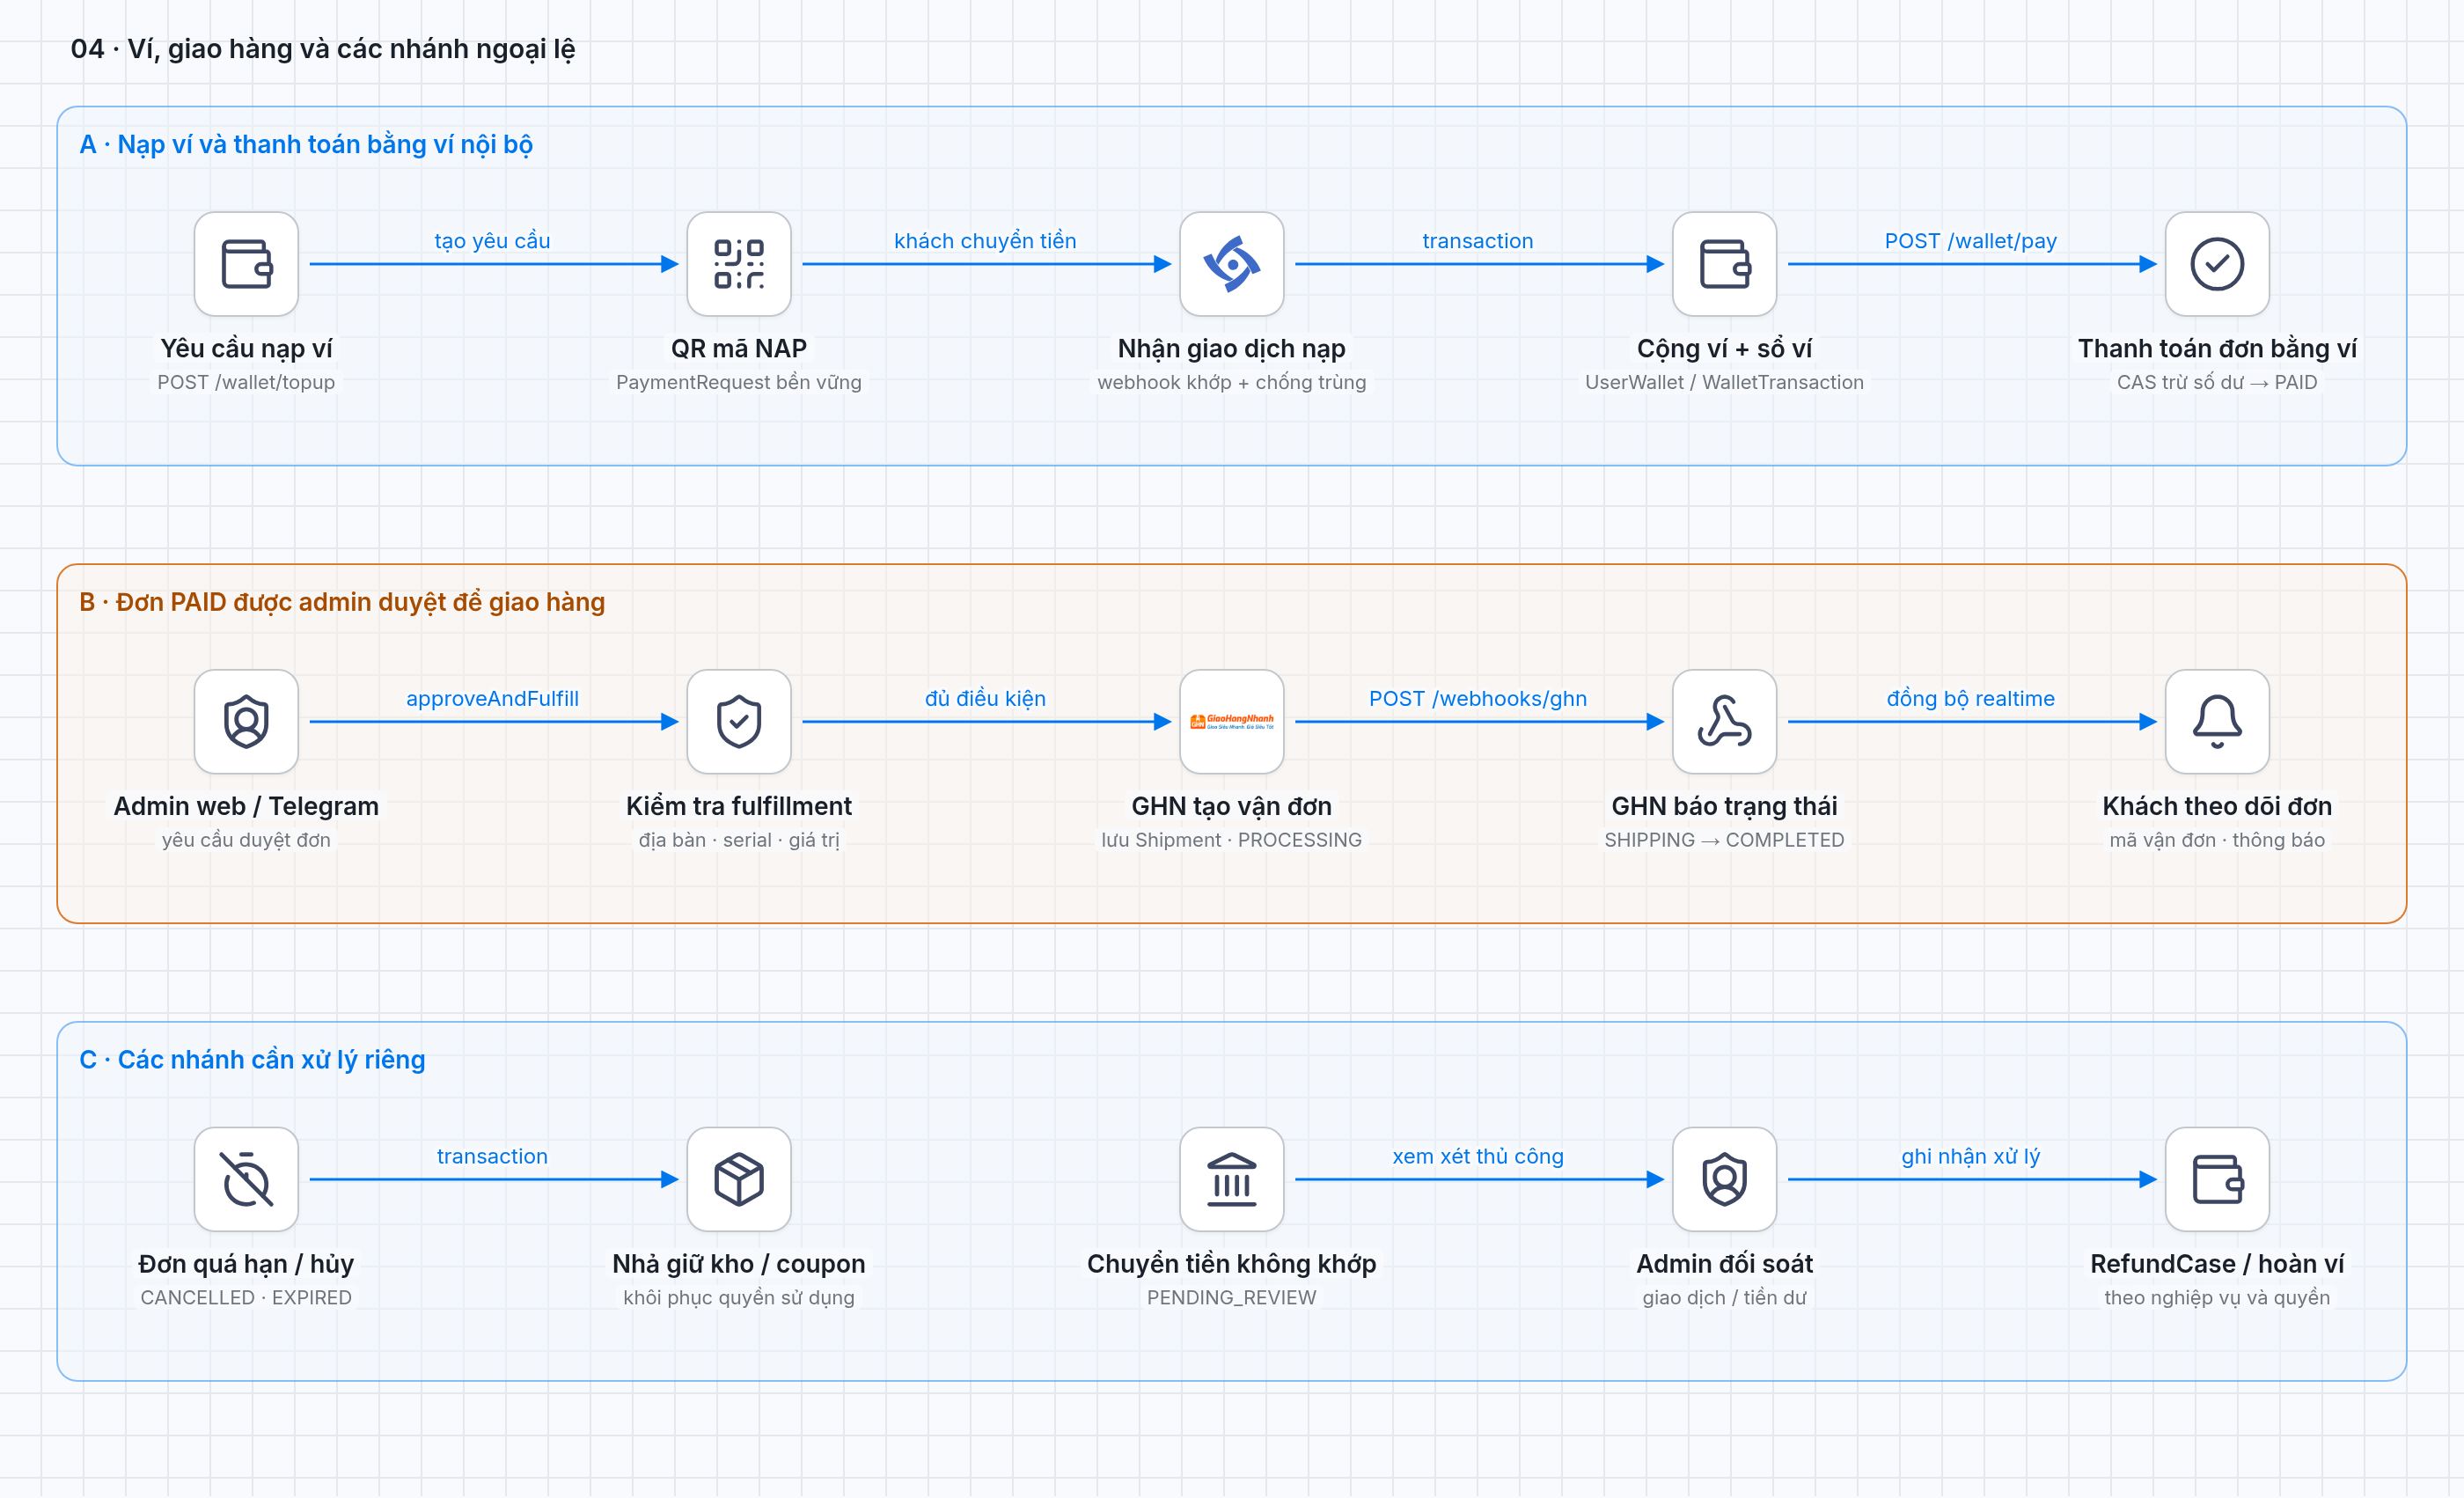 04 · Ví, giao hàng và các nhánh ngoại lệ
A · Nạp ví và thanh toán bằng ví nội bộ
tạo yêu cầu
khách chuyển tiền
transaction
POST /wallet/pay
Yêu cầu nạp ví
POST /wallet/topup
QR mã NAP
PaymentRequest bền vững
Nhận giao dịch nạp
webhook khớp + chống trùng
Cộng ví + sổ ví
UserWallet / WalletTransaction
Thanh toán đơn bằng ví
CAS trừ số dư → PAID
B · Đơn PAID được admin duyệt để giao hàng
approveAndFulfill
đủ điều kiện
POST /webhooks/ghn
đồng bộ realtime
GHN
GiaoHangNhanh
Giao Siêu Nhanh Giá Siêu Tốt
Admin web / Telegram
yêu cầu duyệt đơn
Kiểm tra fulfillment
địa bàn · serial · giá trị
GHN tạo vận đơn
lưu Shipment · PROCESSING
GHN báo trạng thái
SHIPPING → COMPLETED
Khách theo dõi đơn
mã vận đơn · thông báo
C · Các nhánh cần xử lý riêng
transaction
xem xét thủ công
ghi nhận xử lý
Đơn quá hạn / hủy
CANCELLED · EXPIRED
Nhả giữ kho / coupon
khôi phục quyền sử dụng
Chuyển tiền không khớp
PENDING_REVIEW
Admin đối soát
giao dịch / tiền dư
RefundCase / hoàn ví
theo nghiệp vụ và quyền